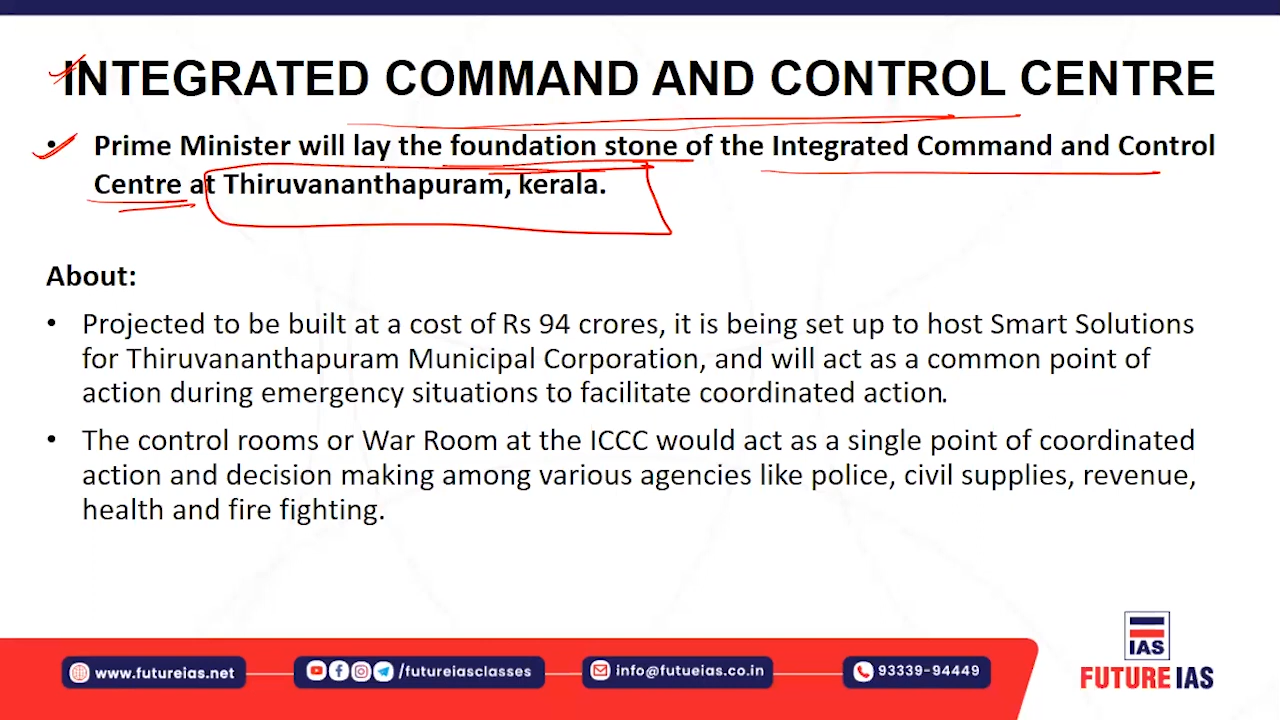 INTEGRATED COMMAND AND CONTROL CENTRE
• Prime Minister will lay the foundation stone of the Integrated Command and Control
Centre at Thiruvananthapuram, kerala.
About:
• Projected to be built at a cost of Rs 94 crores, it is being set up to host Smart Solutions
for Thiruvananthapuram Municipal Corporation, and will act as a common point of
action during emergency situations to facilitate coordinated action.
• The control rooms or War Room at the ICCC would act as a single point of coordinated
action and decision making among various agencies like police, civil supplies, revenue,
health and fire fighting.
www.futureias.net
/futureiasclasses
info@futueias.co.in
93339-94449
IAS
FUTURE IAS